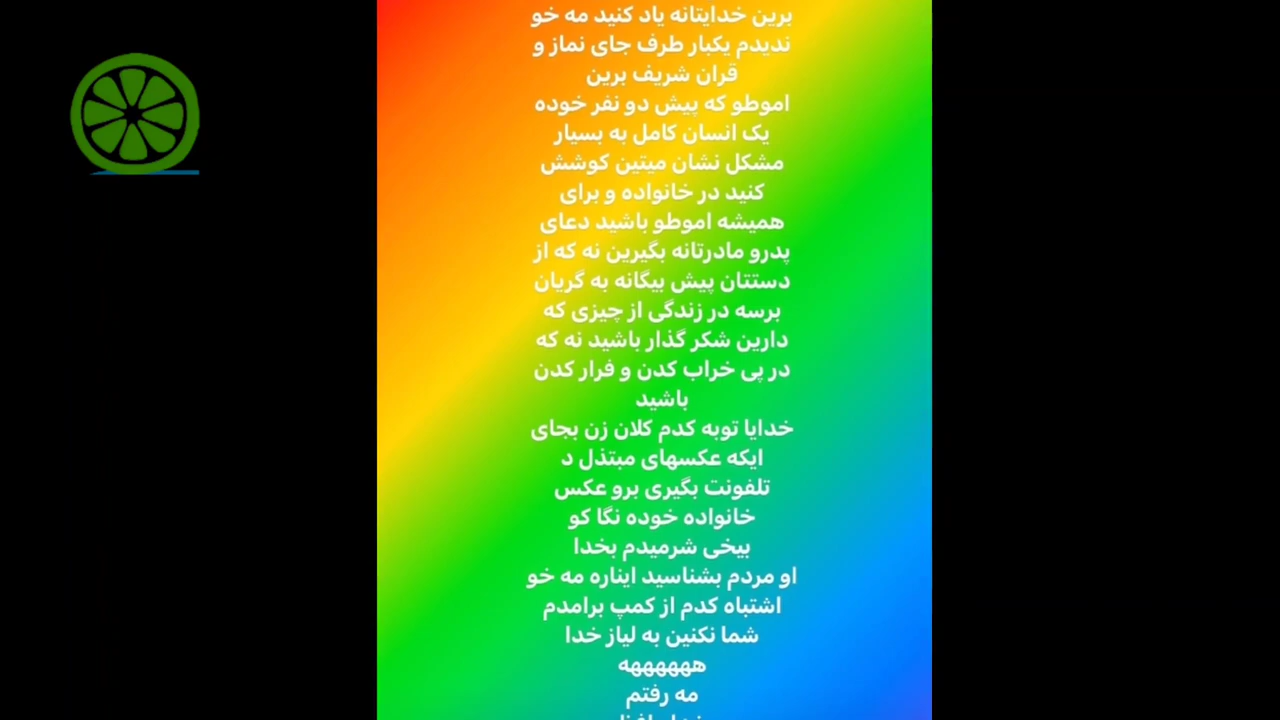 برین خدایتانه یاد کنید مه خو
ندیدم یکبار طرف جای نماز و
قران شریف برین
اموطو که پیش دو نفر خوده
یک انسان کامل به بسیار
مشکل نشان میتین کوشش
کنید در خانواده و برای
همیشه اموطو باشید دعای
پدرو مادرتانه بگیرین نه که از
دستتان پیش بیگانه به گریان
برسه در زندگی از چیزی که
دارین شکر گذار باشید نه که
در پی خراب کدن و فرار کدن
باشید
خدایا توبه کدم کلان زن بجای
ایکه عکسهای مبتذل د
تلفونت بگیری برو عکس
خانواده خوده نگا کو
بیخی شرمیدم بخدا
او مردم بشناسید ایناره مه خو
اشتباه کدم از کمپ برامدم
شما نکنین به لیاز خدا
ههههههه
مه رفتم